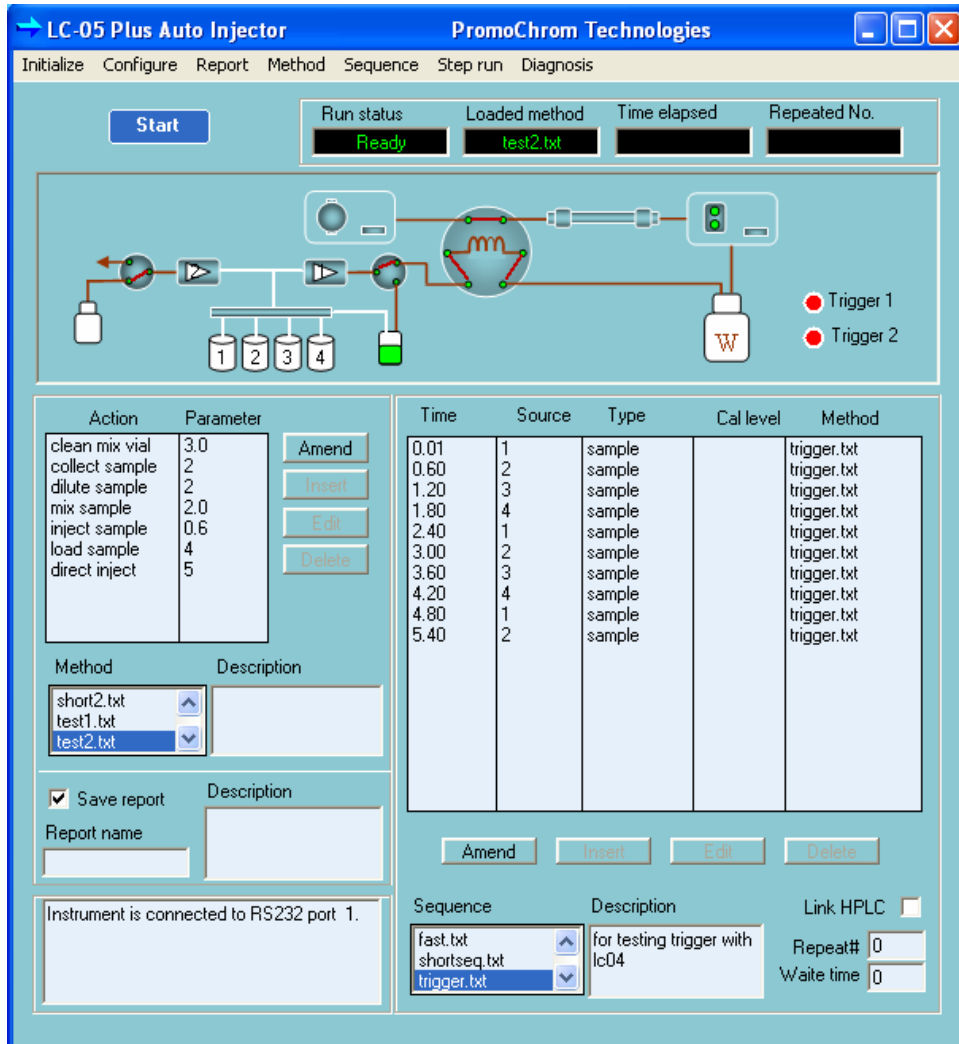 LC-05 Plus Auto Injector PromoChrom Technologies
Initialize Configure Report Method Sequence Step run Diagnosis
Start
Run status Loaded method Time elapsed Repeated No.
Ready test2.txt
Trigger 1
Trigger 2
1 2 3 4
W
Action Parameter
clean mix vial 3.0
collect sample 2
dilute sample 2
mix sample 2.0
inject sample 0.6
load sample 4
direct inject 5
Amend
Insert
Edit
Delete
Method Description
short2.txt
test1.txt
test2.txt
Save report Description
Report name
Instrument is connected to RS232 port 1.
Time Source Type Cal level Method
0.01 1 sample trigger.txt
0.60 2 sample trigger.txt
1.20 3 sample trigger.txt
1.80 4 sample trigger.txt
2.40 1 sample trigger.txt
3.00 2 sample trigger.txt
3.60 3 sample trigger.txt
4.20 4 sample trigger.txt
4.80 1 sample trigger.txt
5.40 2 sample trigger.txt
Amend Insert Edit Delete
Sequence Description Link HPLC
fast.txt
shortseq.txt
trigger.txt
for testing trigger with
lc04
Repeat# 0
Waite time 0